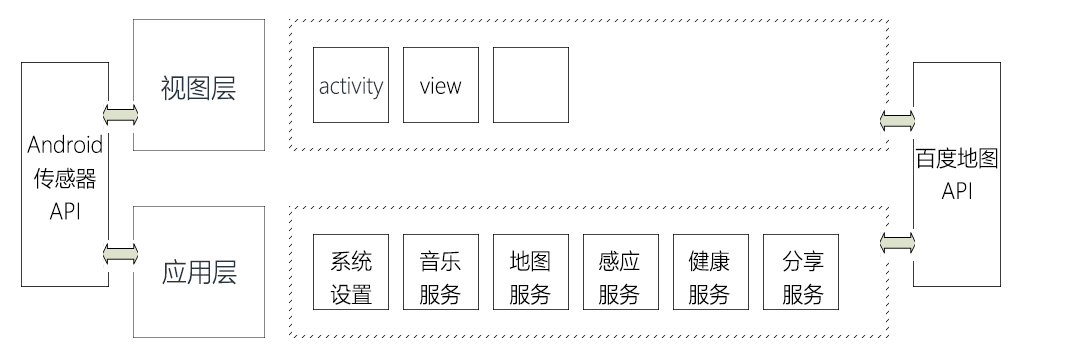 Android
传感器
API
视图层
activity
view
百度地图
API
应用层
系统
设置
音乐
服务
地图
服务
感应
服务
健康
服务
分享
服务